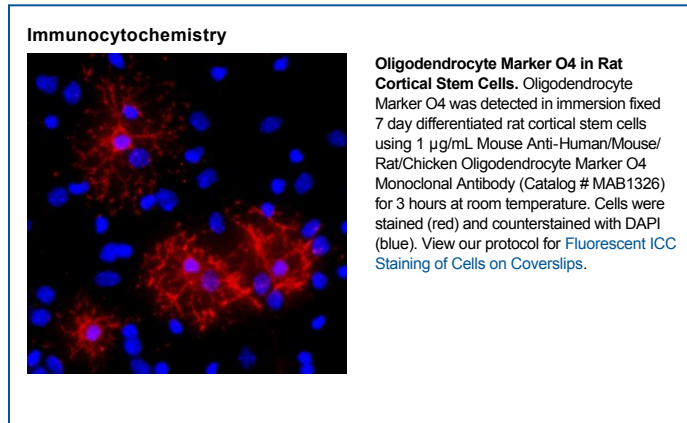 Immunocytochemistry
Oligodendrocyte Marker O4 in Rat
Cortical Stem Cells. Oligodendrocyte
Marker O4 was detected in immersion fixed
7 day differentiated rat cortical stem cells
using 1 µg/mL Mouse Anti-Human/Mouse/
Rat/Chicken Oligodendrocyte Marker O4
Monoclonal Antibody (Catalog # MAB1326)
for 3 hours at room temperature. Cells were
stained (red) and counterstained with DAPI
(blue). View our protocol for Fluorescent ICC
Staining of Cells on Coverslips.